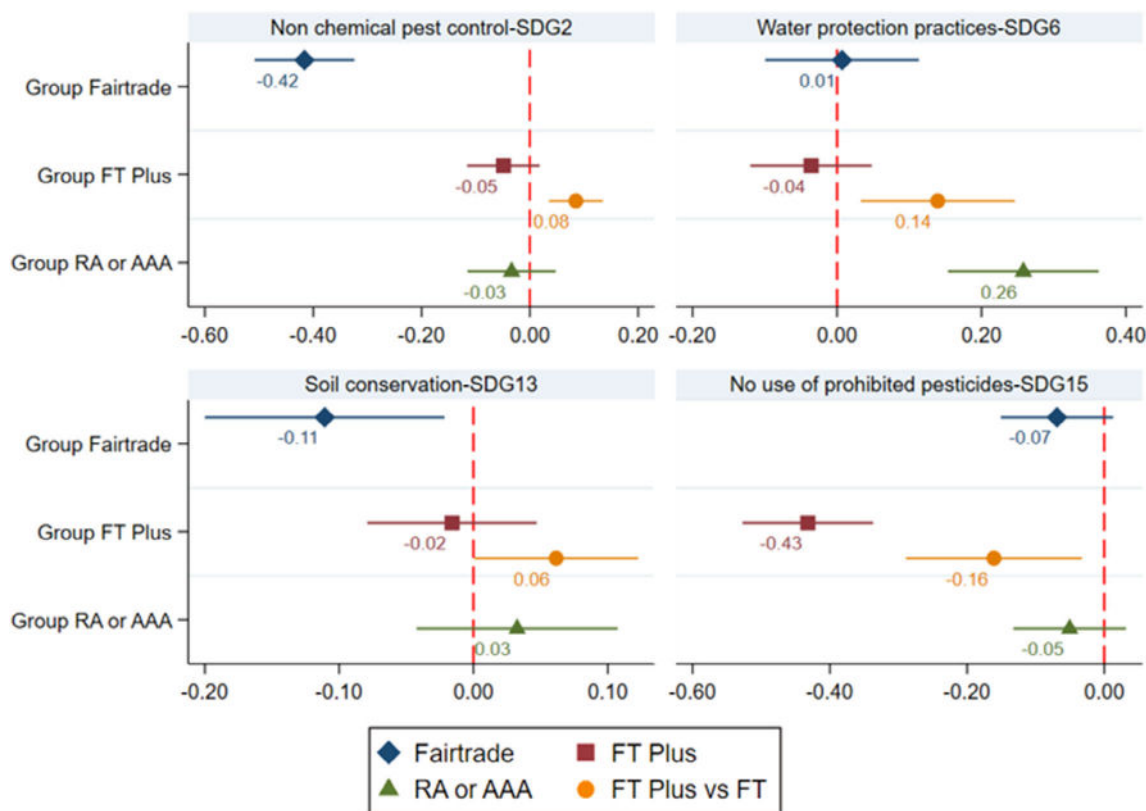 Non chemical pest control-SDG2
Group Fairtrade
-0.42
Group FT Plus
-0.05
0.08
Group RA or AAA
-0.03
-0.60 -0.40 -0.20 0.00 0.20
Water protection practices-SDG6
0.01
-0.04
0.14
0.26
-0.20 0.00 0.20 0.40
Soil conservation-SDG13
Group Fairtrade
-0.11
Group FT Plus
-0.02
0.06
Group RA or AAA
0.03
-0.20 -0.10 0.00 0.10
No use of prohibited pesticides-SDG15
-0.07
-0.43
-0.16
-0.05
-0.60 -0.40 -0.20 0.00
Fairtrade FT Plus
RA or AAA FT Plus vs FT